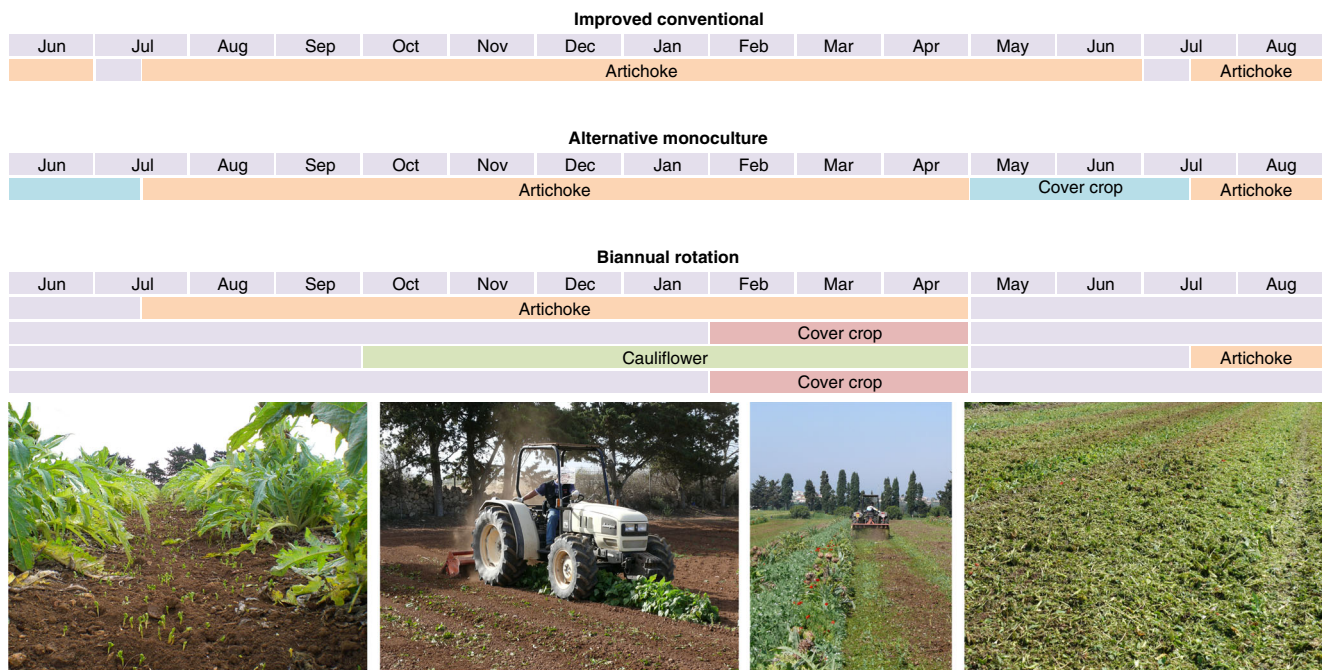 Improved conventional
Jun Jul Aug Sep Oct Nov Dec Jan Feb Mar Apr May Jun Jul Aug
Artichoke Artichoke
Alternative monoculture
Jun Jul Aug Sep Oct Nov Dec Jan Feb Mar Apr May Jun Jul Aug
Artichoke Cover crop Artichoke
Biannual rotation
Jun Jul Aug Sep Oct Nov Dec Jan Feb Mar Apr May Jun Jul Aug
Artichoke
Cover crop
Cauliflower Artichoke
Cover crop